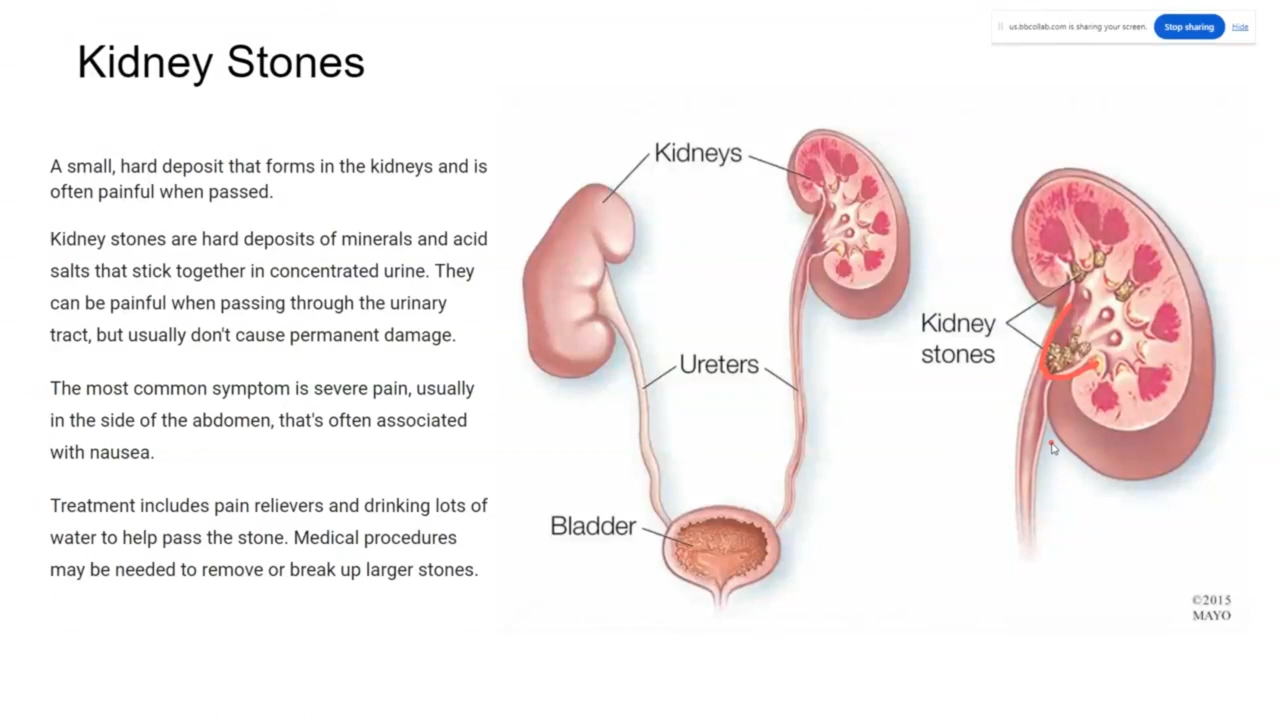 us.bbcollab.com is sharing your screen.
Stop sharing
Hide
Kidney Stones
A small, hard deposit that forms in the kidneys and is
often painful when passed.
Kidney stones are hard deposits of minerals and acid
salts that stick together in concentrated urine. They
can be painful when passing through the urinary
tract, but usually don't cause permanent damage.
The most common symptom is severe pain, usually
in the side of the abdomen, that's often associated
with nausea.
Treatment includes pain relievers and drinking lots of
water to help pass the stone. Medical procedures
may be needed to remove or break up larger stones.
Kidneys
Ureters
Bladder
Kidney
stones
©2015
MAYO